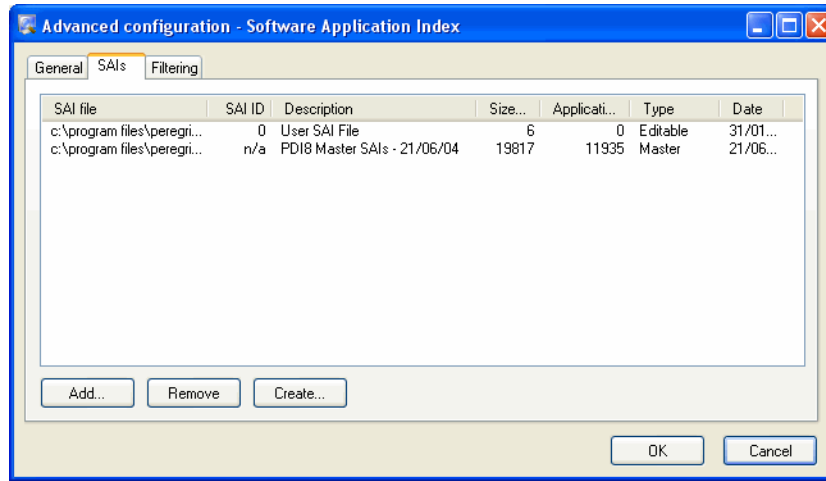 Advanced configuration - Software Application Index
General SAIs Filtering
SAI file SAI ID Description Size... Applicati... Type Date
c:\program files\peregri... 0 User SAI File 6 0 Editable 31/01...
c:\program files\peregri... n/a PDI8 Master SAIs - 21/06/04 19817 11935 Master 21/06...
Add... Remove Create...
OK Cancel